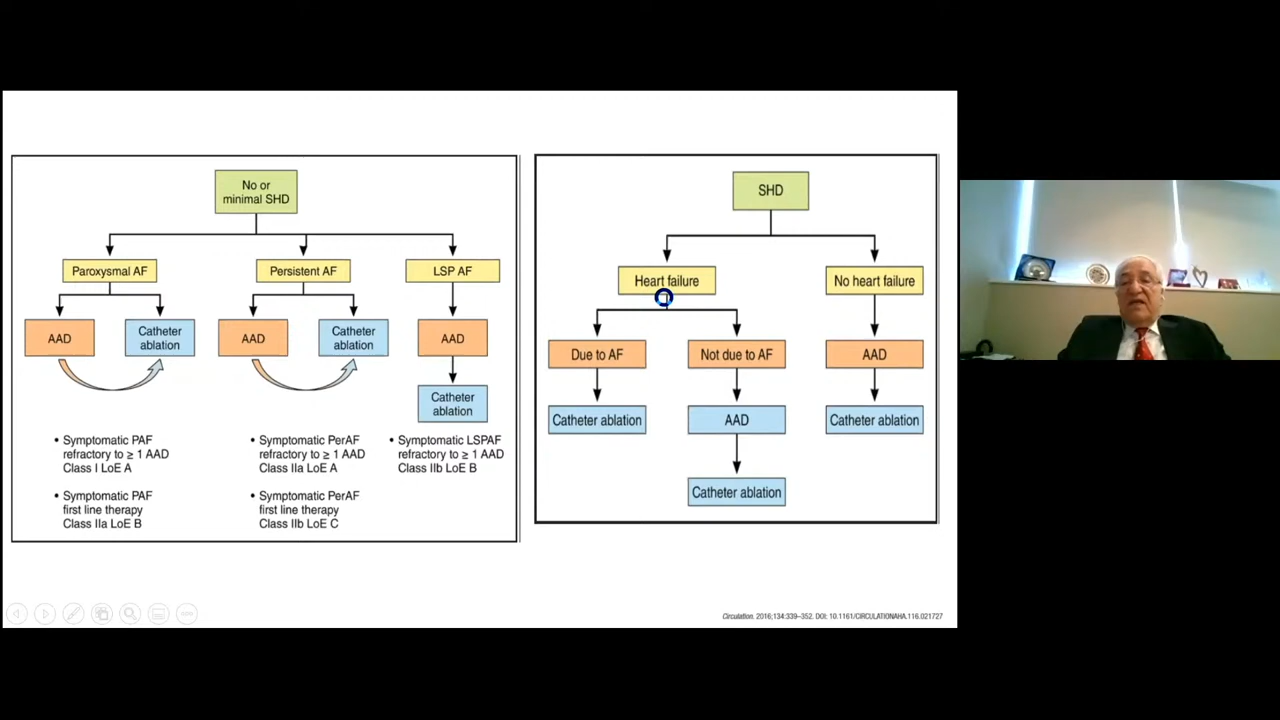 No or
minimal SHD
Paroxysmal AF
Persistent AF
LSP AF
AAD
Catheter
ablation
AAD
Catheter
ablation
AAD
Catheter
ablation
• Symptomatic PAF
refractory to ≥ 1 AAD
Class I LoE A
• Symptomatic PAF
first line therapy
Class IIa LoE B
• Symptomatic PerAF
refractory to ≥ 1 AAD
Class IIa LoE A
• Symptomatic PerAF
first line therapy
Class IIb LoE C
• Symptomatic LSPAF
refractory to ≥ 1 AAD
Class IIb LoE B
SHD
Heart failure
No heart failure
Due to AF
Not due to AF
AAD
Catheter ablation
AAD
Catheter ablation
Catheter ablation
Circulation. 2016;134:339–352. DOI: 10.1161/CIRCULATIONAHA.116.021727